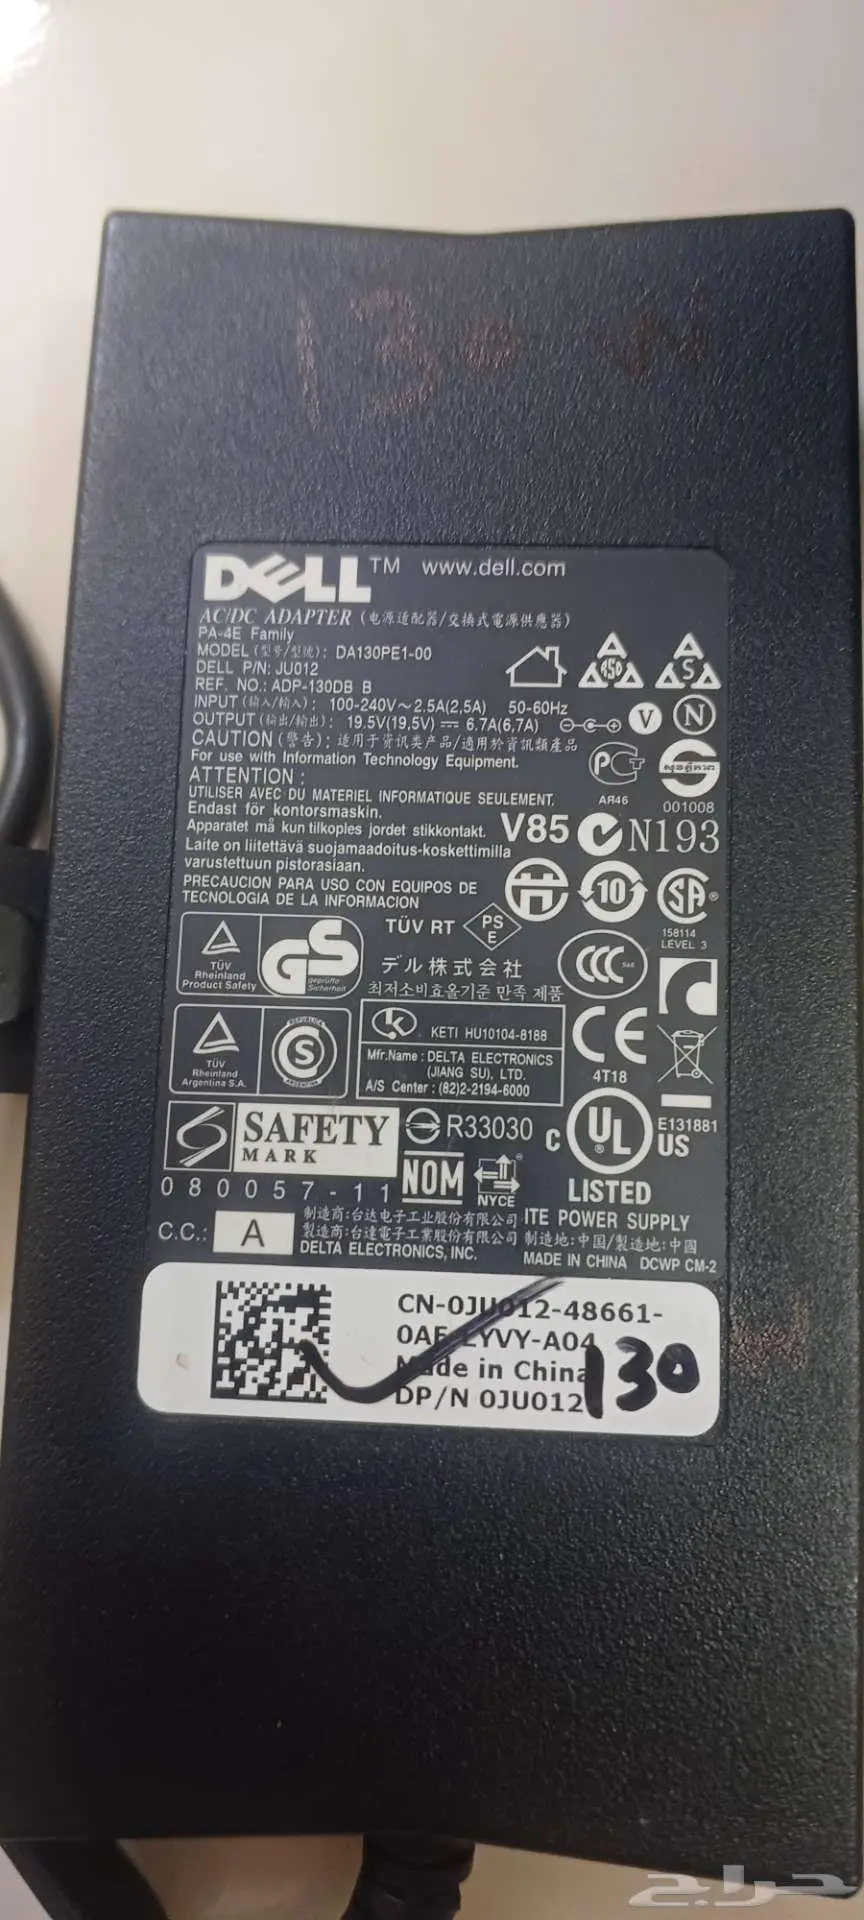 130 W
DELL™ www.dell.com
AC/DC ADAPTER (电源适配器/交換式電源供應器)
PA-4E Family
MODEL (型号/型號): DA130PE1-00
DELL P/N: JU012
REF. NO.: ADP-130DB B
INPUT (输入/輸入): 100-240V~2.5A(2,5A) 50-60Hz
OUTPUT (输出/輸出): 19.5V(19,5V) ⎓ 6.7A(6,7A)
V N
CAUTION (警告): 适用于资讯类产品/適用於資訊類產品
For use with Information Technology Equipment.
ATTENTION :
UTILISER AVEC DU MATERIEL INFORMATIQUE SEULEMENT.
Endast för kontorsmaskin.
Apparatet må kun tilkoples jordet stikkontakt.
Laite on liitettävä suojamaadoitus-koskettimilla
varustettuun pistorasiaan.
PRECAUCION PARA USO CON EQUIPOS DE
TECNOLOGIA DE LA INFORMACION
RSD S
PCT
AЯ46
001008
V85 N193
10 SA®
158114
LEVEL 3
TÜV RT PS E
TÜV
Rheinland
Product Safety
GS
geprüfte
Sicherheit
デル株式会社
최저소비효율기준 만족 제품
CCC S&E
TÜV
Rheinland
Argentina S.A.
REPUBLICA
S
ARGENTINA
K KETI HU10104-8188
Mfr.Name : DELTA ELECTRONICS
(JIANG SU), LTD.
A/S Center : (82)2-2194-6000
CE
4T18
SAFETY
MARK
R33030
C UL® US
E131881
LISTED
080057-11
NOM NYCE
C.C.: A
制造商:台达电子工业股份有限公司
製造商:台達電子工業股份有限公司
DELTA ELECTRONICS, INC.
ITE POWER SUPPLY
制造地:中国/製造地:中國
MADE IN CHINA DCWP CM-2
CN-0JU012-48661-
YVY-A04
Made in China
DP/N 0JU012
130
حراج